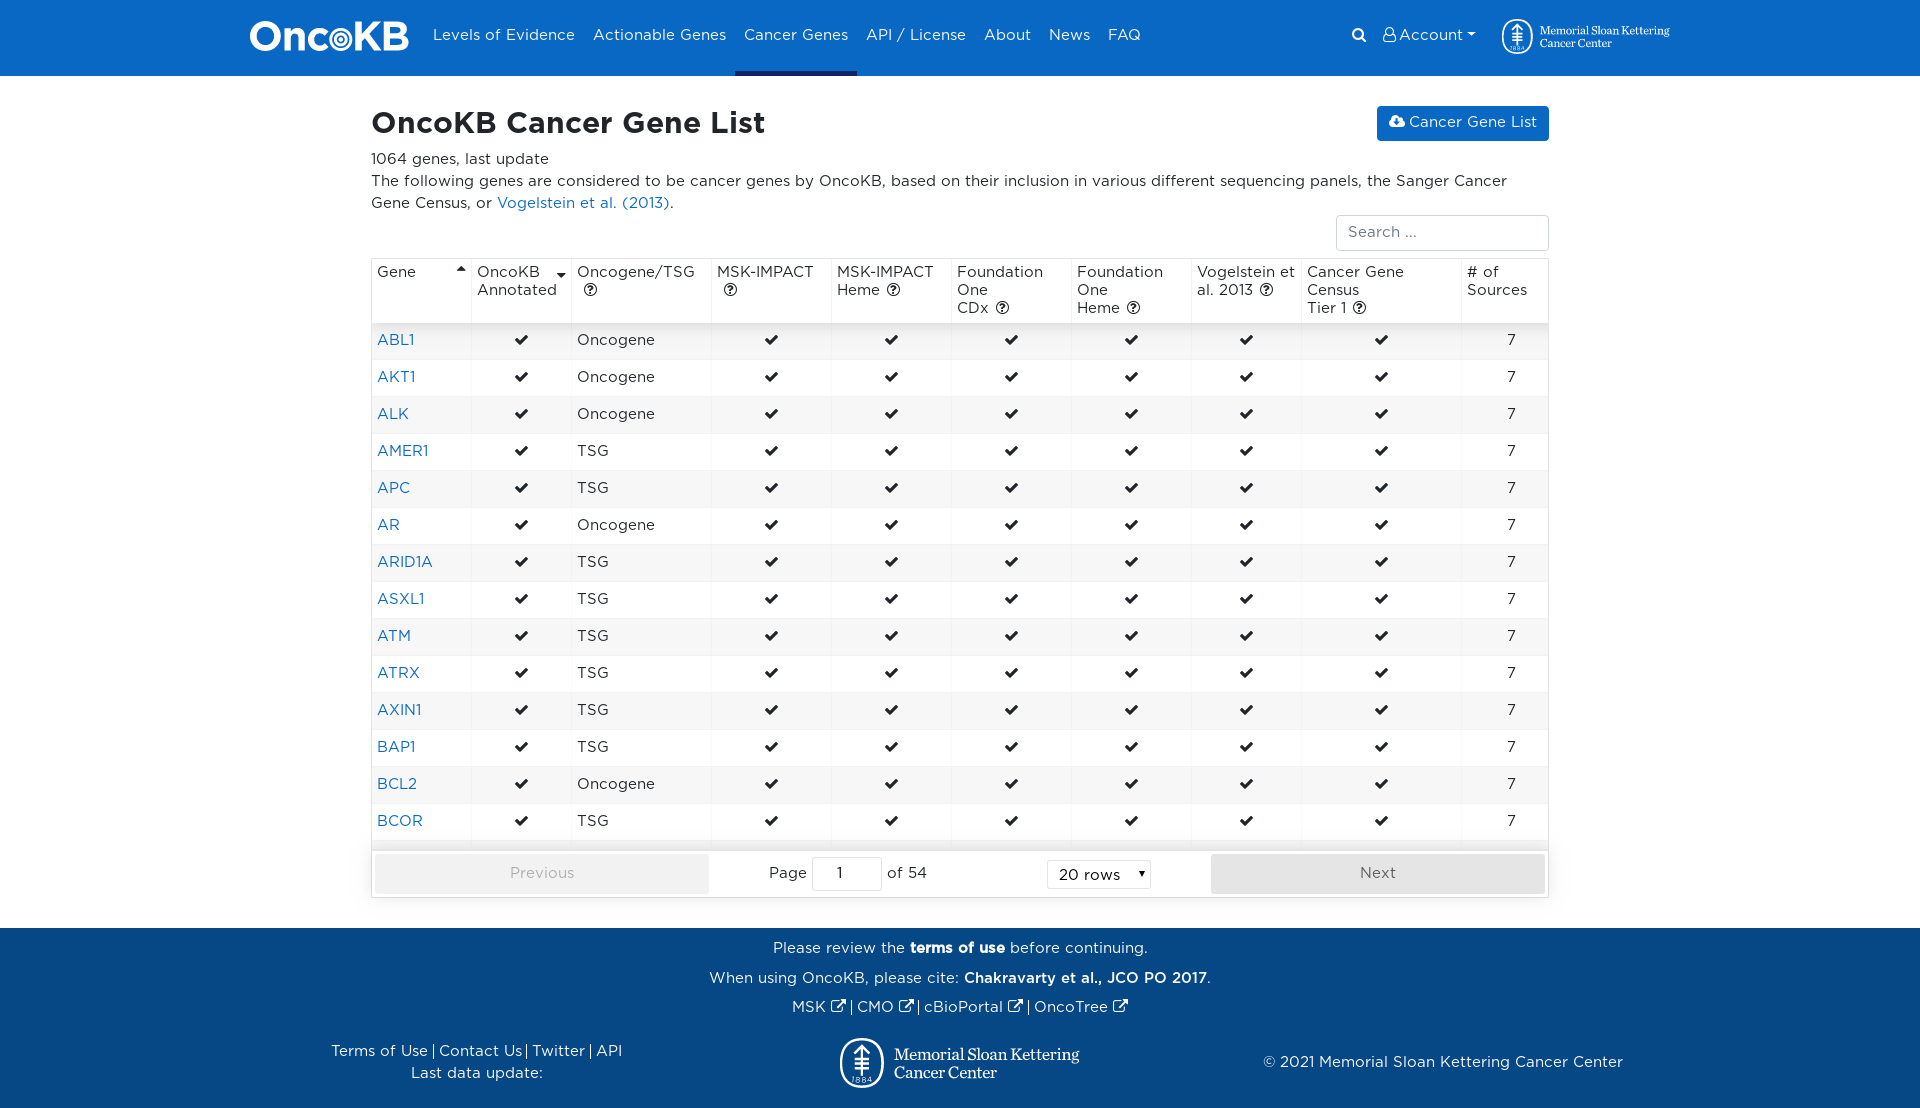 OncoKB
Levels of Evidence
Actionable Genes
Cancer Genes
API / License
About
News
FAQ
Account
Memorial Sloan Kettering
Cancer Center
OncoKB Cancer Gene List
Cancer Gene List
1064 genes, last update
The following genes are considered to be cancer genes by OncoKB, based on their inclusion in various different sequencing panels, the Sanger Cancer
Gene Census, or Vogelstein et al. (2013).
Search ...
Gene
OncoKB
Annotated
Oncogene/TSG
MSK-IMPACT
MSK-IMPACT
Heme
Foundation
One
CDx
Foundation
One
Heme
Vogelstein et
al. 2013
Cancer Gene
Census
Tier 1
# of
Sources
ABL1 Oncogene 7
AKT1 Oncogene 7
ALK Oncogene 7
AMER1 TSG 7
APC TSG 7
AR Oncogene 7
ARID1A TSG 7
ASXL1 TSG 7
ATM TSG 7
ATRX TSG 7
AXIN1 TSG 7
BAP1 TSG 7
BCL2 Oncogene 7
BCOR TSG 7
Previous
Page 1 of 54
20 rows
Next
Please review the terms of use before continuing.
When using OncoKB, please cite: Chakravarty et al., JCO PO 2017.
MSK | CMO | cBioPortal | OncoTree
Terms of Use | Contact Us | Twitter | API
Last data update:
1884
Memorial Sloan Kettering
Cancer Center
© 2021 Memorial Sloan Kettering Cancer Center